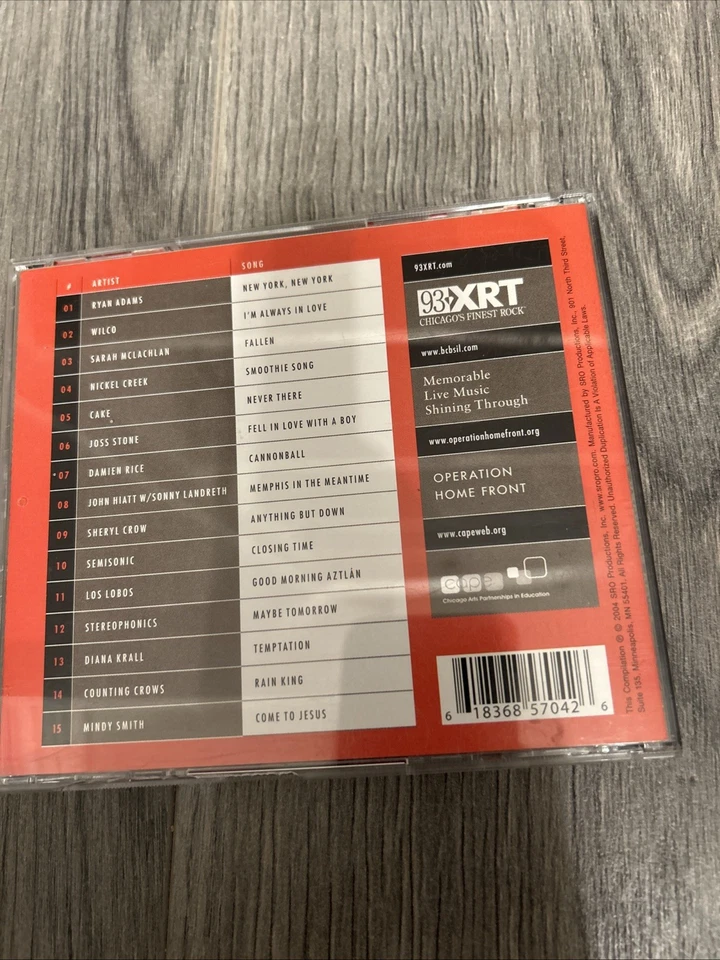 # ARTIST SONG
01 RYAN ADAMS NEW YORK, NEW YORK
02 WILCO I'M ALWAYS IN LOVE
03 SARAH MCLACHLAN FALLEN
04 NICKEL CREEK SMOOTHIE SONG
05 CAKE NEVER THERE
06 JOSS STONE FELL IN LOVE WITH A BOY
07 DAMIEN RICE CANNONBALL
08 JOHN HIATT W/SONNY LANDRETH MEMPHIS IN THE MEANTIME
09 SHERYL CROW ANYTHING BUT DOWN
10 SEMISONIC CLOSING TIME
11 LOS LOBOS GOOD MORNING AZTLÁN
12 STEREOPHONICS MAYBE TOMORROW
13 DIANA KRALL TEMPTATION
14 COUNTING CROWS RAIN KING
15 MINDY SMITH COME TO JESUS
93XRT.com
93XRT
CHICAGO'S FINEST ROCK
www.bcbsil.com
Memorable
Live Music
Shining Through
www.operationhomefront.org
OPERATION
HOME FRONT
www.capeweb.org
cape
Chicago Arts Partnerships in Education
6 18368 57042 6
This Compilation ℗ © 2004 SRO Productions, Inc. www.sropro.com. Manufactured by SRO Productions, Inc., 901 North Third Street,
Suite 135, Minneapolis, MN 55401. All Rights Reserved. Unauthorized Duplication Is A Violation of Applicable Laws.